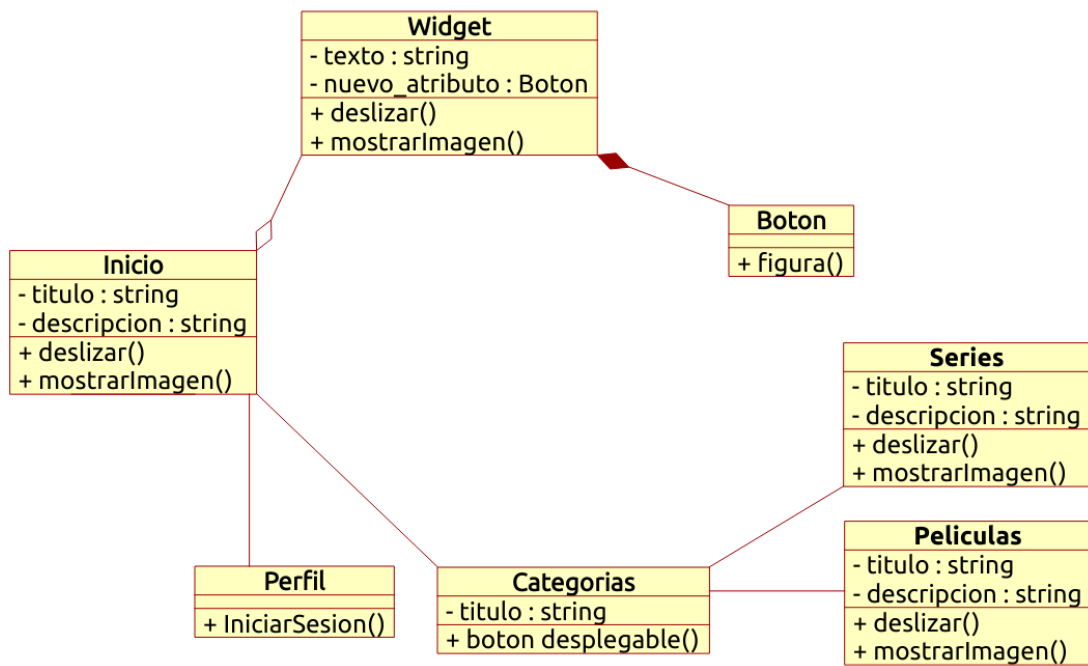 Widget
- texto : string
- nuevo_atributo : Boton
+ deslizar()
+ mostrarImagen()
Boton
+ figura()
Inicio
- titulo : string
- descripcion : string
+ deslizar()
+ mostrarImagen()
Series
- titulo : string
- descripcion : string
+ deslizar()
+ mostrarImagen()
Perfil
+ IniciarSesion()
Categorias
- titulo : string
+ boton desplegable()
Peliculas
- titulo : string
- descripcion : string
+ deslizar()
+ mostrarImagen()